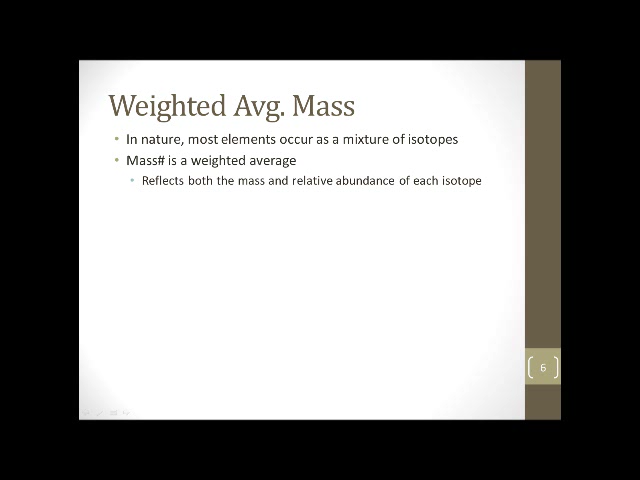 Weighted Avg. Mass
• In nature, most elements occur as a mixture of isotopes
• Mass# is a weighted average
• Reflects both the mass and relative abundance of each isotope
6